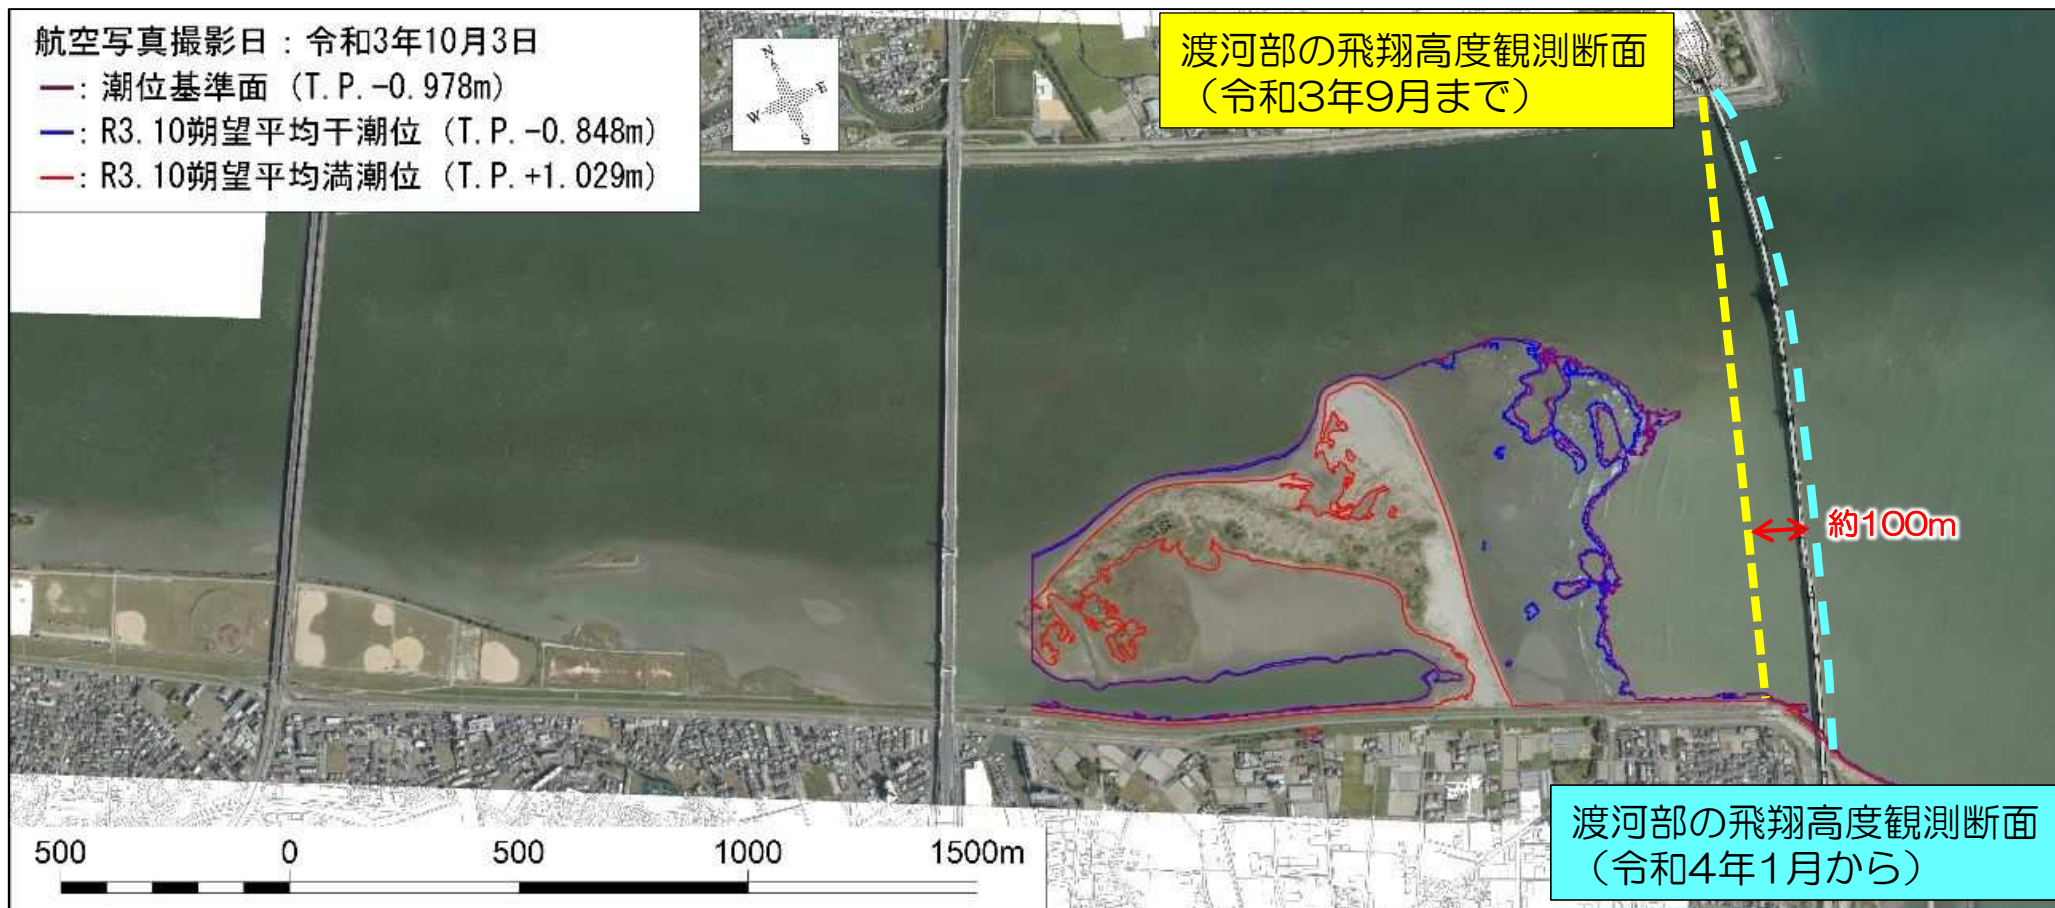 航空写真撮影日：令和3年10月3日
―：潮位基準面（T.P.-0.978m）
―：R3.10朔望平均干潮位（T.P.-0.848m）
―：R3.10朔望平均満潮位（T.P.+1.029m）
N
E
W
S
渡河部の飛翔高度観測断面
（令和3年9月まで）
約100m
渡河部の飛翔高度観測断面
（令和4年1月から）
500 0 500 1000 1500m